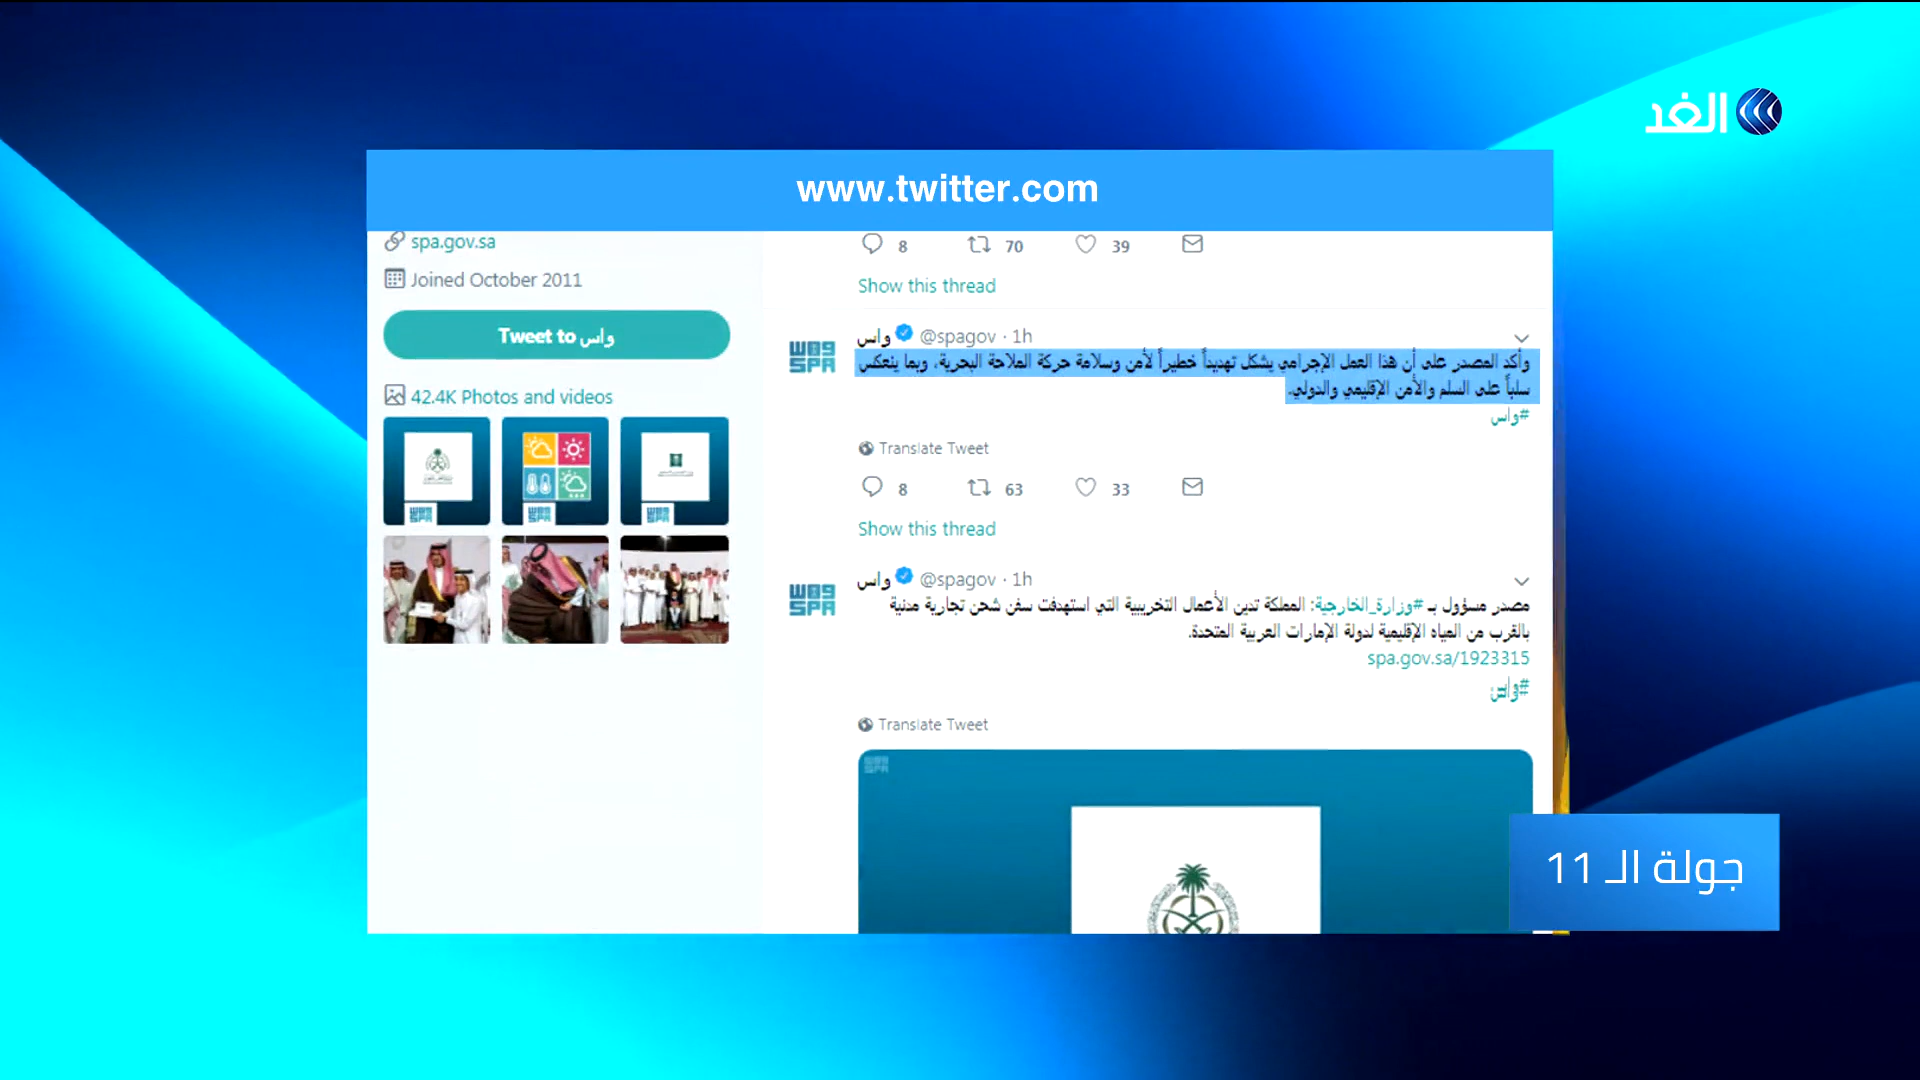 الغد
www.twitter.com
spa.gov.sa
Joined October 2011
Tweet to واس
42.4K Photos and videos
8 70 39
Show this thread
واس @spagov · 1h
وأكد المصدر على أن هذا العمل الإجرامي يشكل تهديداً خطيراً لأمن وسلامة حركة الملاحة البحرية، وبما ينعكس
سلباً على السلم والأمن الإقليمي والدولي.
#واس
Translate Tweet
8 63 33
Show this thread
واس @spagov · 1h
مصدر مسؤول بـ #وزارة_الخارجية: المملكة تدين الأعمال التخريبية التي استهدفت سفن شحن تجارية مدنية
بالقرب من المياه الإقليمية لدولة الإمارات العربية المتحدة.
spa.gov.sa/1923315
#واس
Translate Tweet
جولة الـ 11